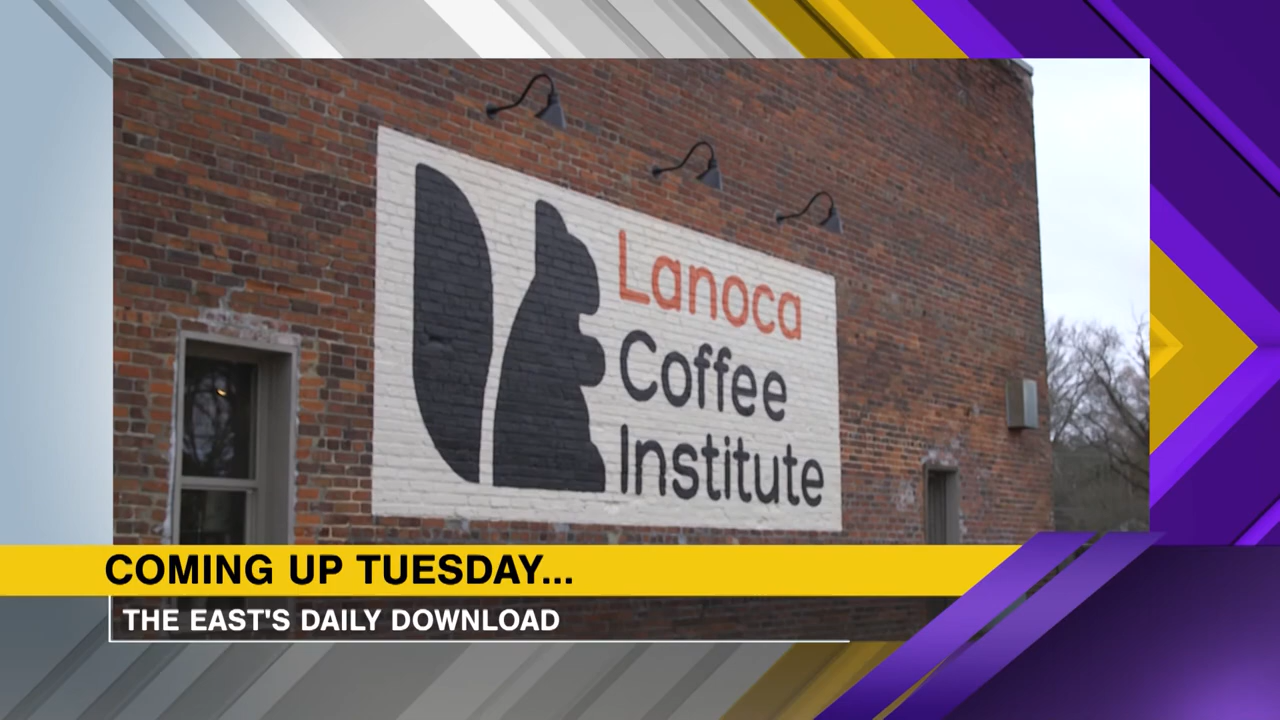 Lanoca
Coffee
Institute
COMING UP TUESDAY...
THE EAST'S DAILY DOWNLOAD